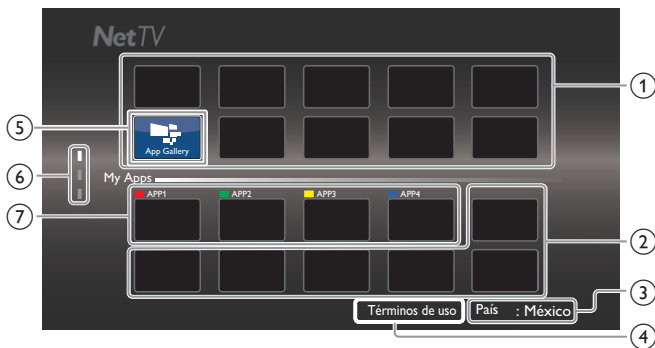 NetTV
1
5
App Gallery
6
My Apps
7
APP1 APP2 APP3 APP4
2
3
Términos de uso País : México
4